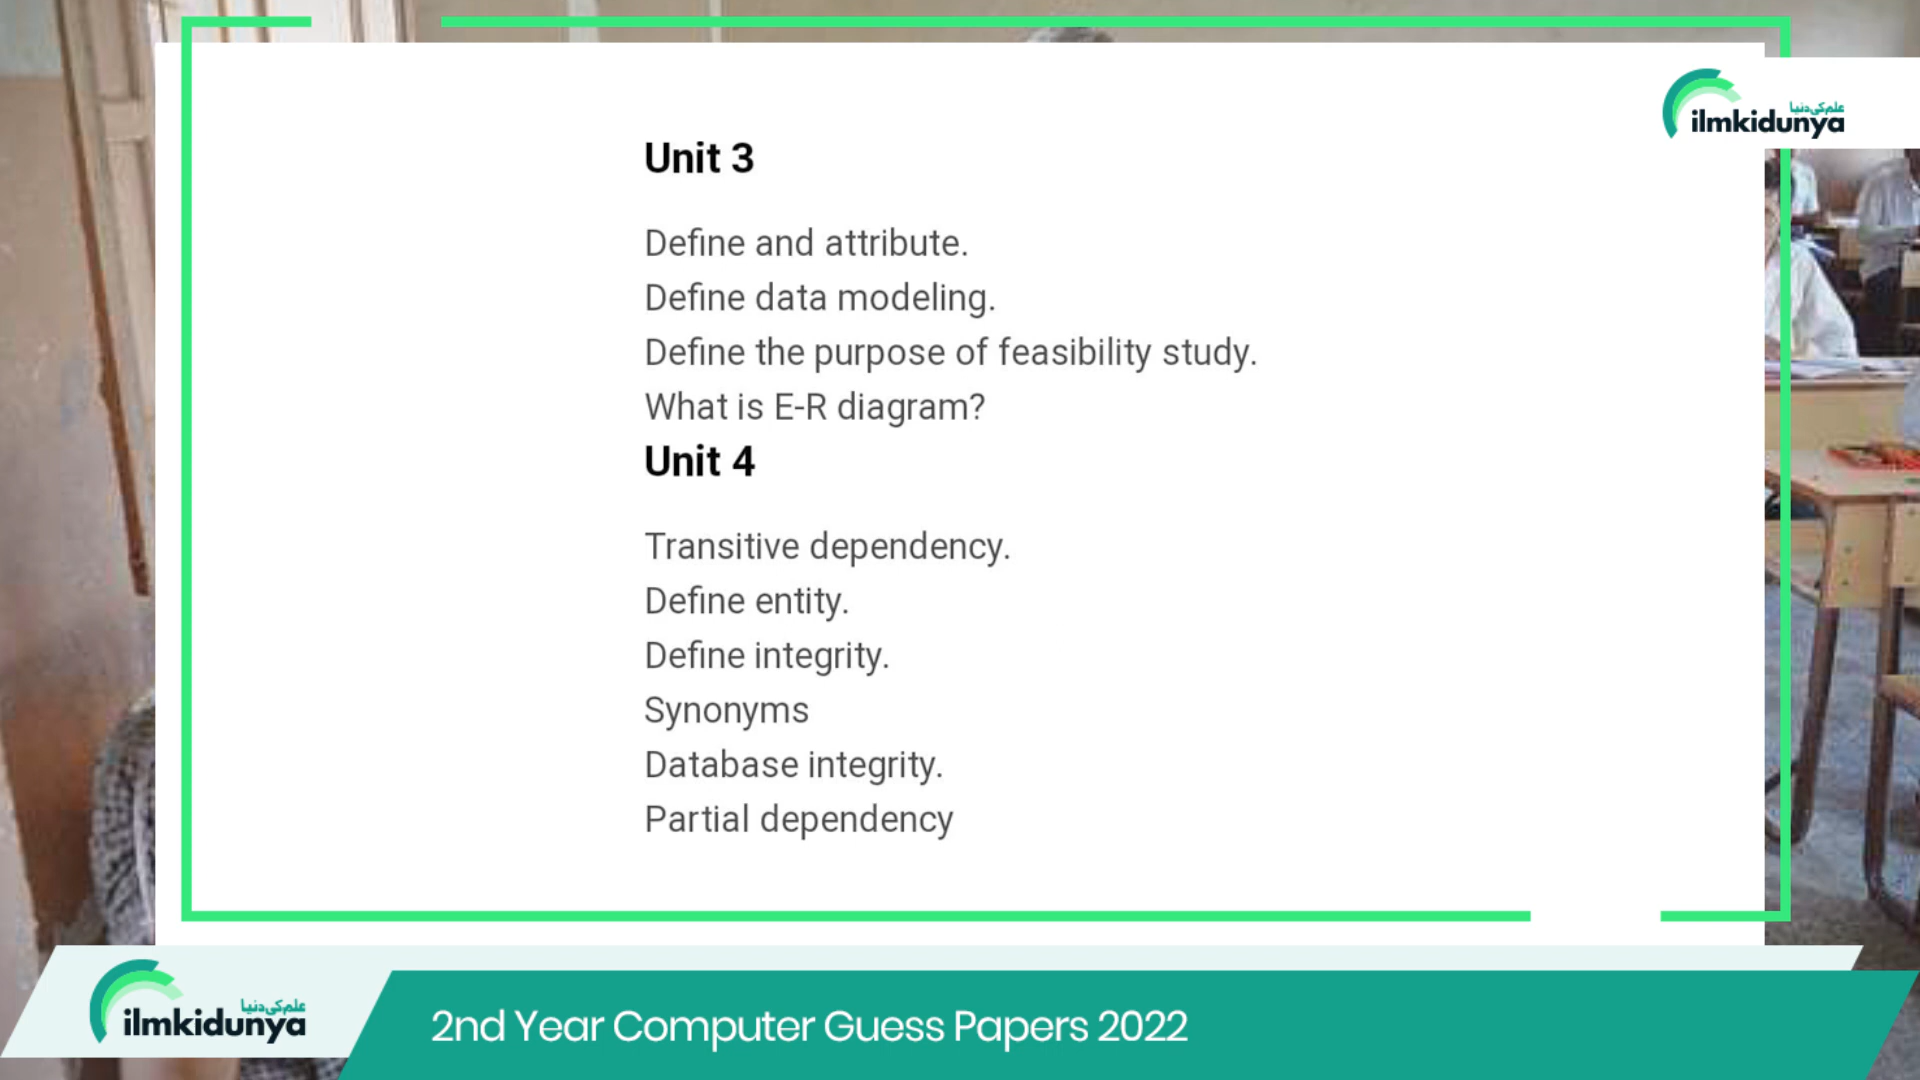 علم کی دنیا
ilmkidunya
Unit 3
Define and attribute.
Define data modeling.
Define the purpose of feasibility study.
What is E-R diagram?
Unit 4
Transitive dependency.
Define entity.
Define integrity.
Synonyms
Database integrity.
Partial dependency
علم کی دنیا
ilmkidunya
2nd Year Computer Guess Papers 2022